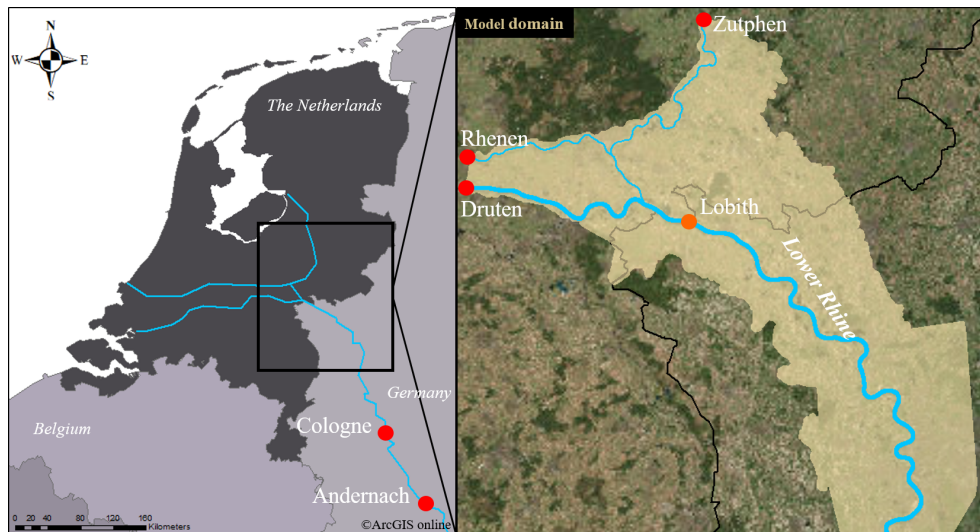 N
W E
S
The Netherlands
Germany
Belgium
Cologne
Andernach
0 20 40 80 120 160
Kilometers
©ArcGIS online
Model domain
Zutphen
Rhenen
Druten
Lobith
Lower Rhine